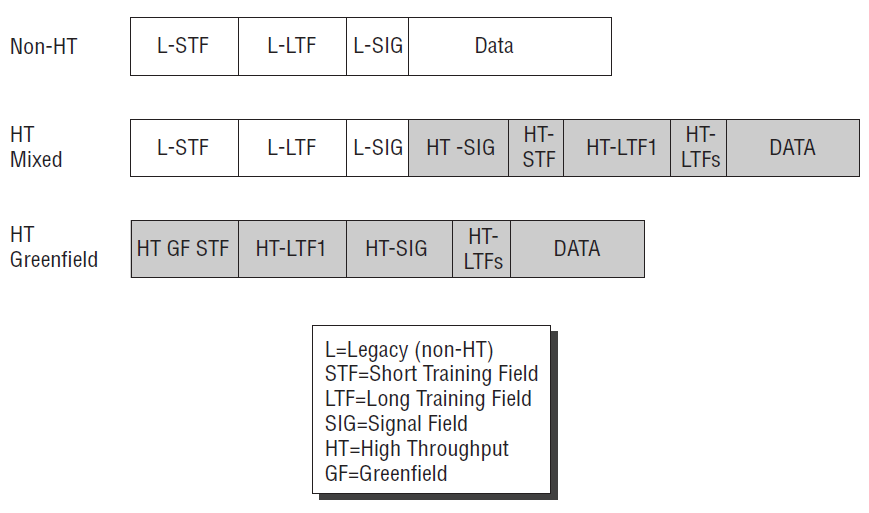 Non-HT L-STF L-LTF L-SIG Data
HT
Mixed
L-STF L-LTF L-SIG HT -SIG HT-
STF HT-LTF1 HT-
LTFs DATA
HT
Greenfield
HT GF STF HT-LTF1 HT-SIG HT-
LTFs DATA
L=Legacy (non-HT)
STF=Short Training Field
LTF=Long Training Field
SIG=Signal Field
HT=High Throughput
GF=Greenfield